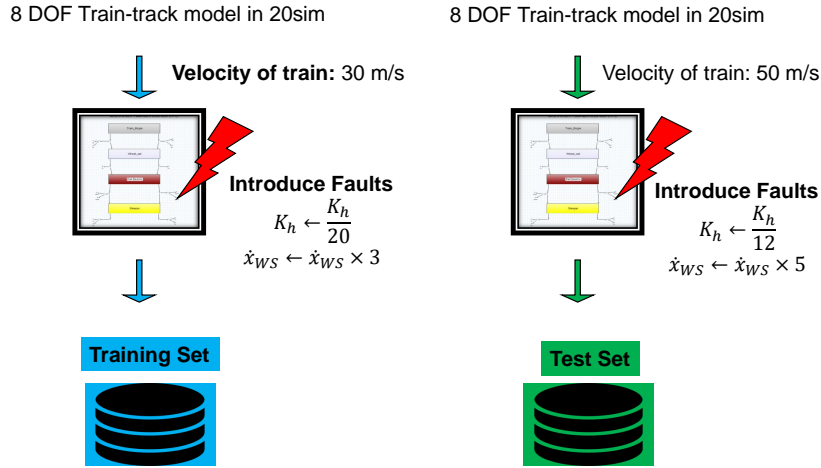 8 DOF Train-track model in 20sim
Velocity of train: 30 m/s
Introduce Faults
K_h ← K_h/20
ẋ_WS ← ẋ_WS × 3
Training Set
8 DOF Train-track model in 20sim
Velocity of train: 50 m/s
Introduce Faults
K_h ← K_h/12
ẋ_WS ← ẋ_WS × 5
Test Set